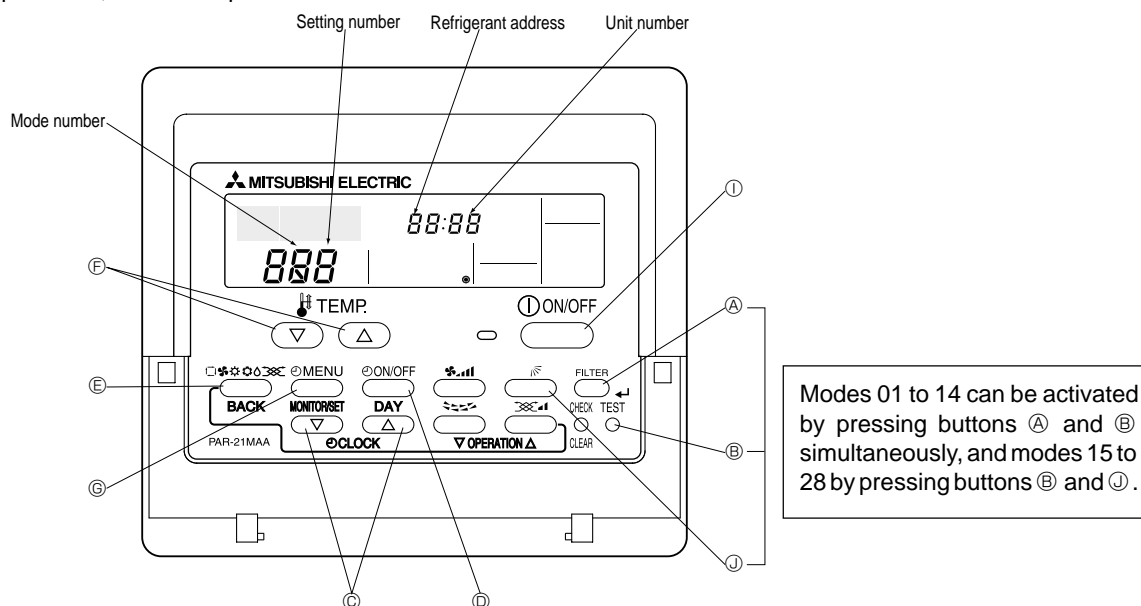 Setting number
Refrigerant address
Unit number
Mode number
MITSUBISHI ELECTRIC
88:88
888
Ⓘ
Ⓕ
TEMP.
ON/OFF
Ⓐ
▽ △
Ⓔ
MENU
ON/OFF
FILTER
BACK
MONITOR/SET
DAY
CHECK TEST
PAR-21MAA
▽ △
CLOCK
▽ OPERATION △
CLEAR
Ⓑ
Ⓖ
Ⓙ
Ⓒ
Ⓓ
Modes 01 to 14 can be activated
by pressing buttons Ⓐ and Ⓑ
simultaneously, and modes 15 to
28 by pressing buttons Ⓑ and Ⓙ.